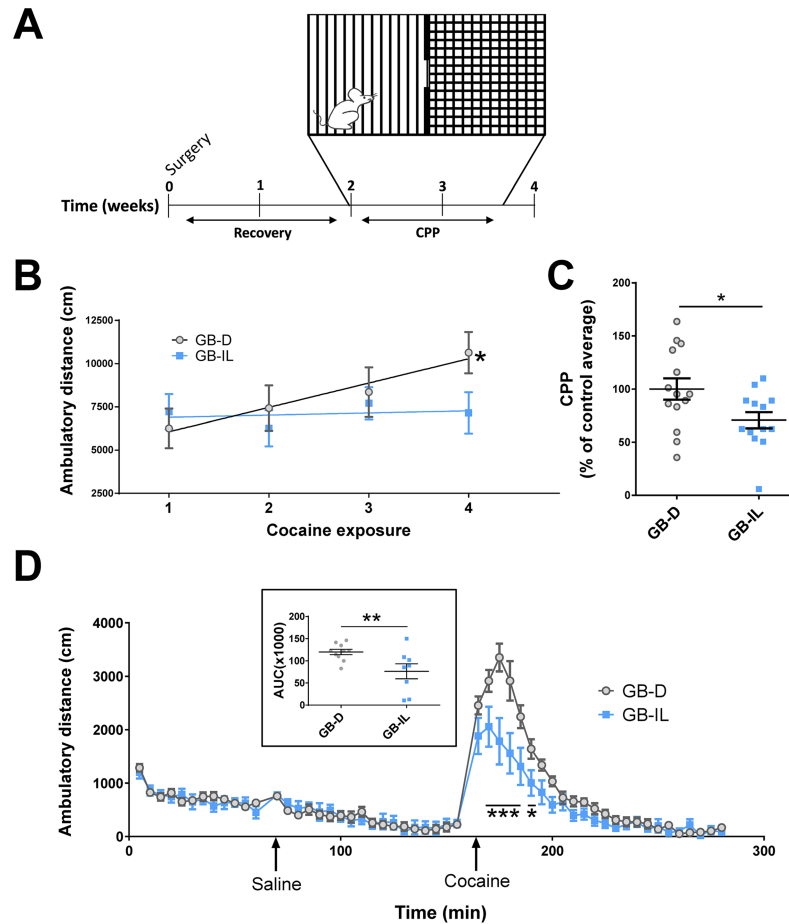 A
Surgery
0 1 2 3 4
Time (weeks)
Recovery CPP
B
Ambulatory distance (cm)
12500
10000
7500
5000
2500
GB-D
GB-IL
*
1 2 3 4
Cocaine exposure
C
CPP
(% of control average)
200
150
100
50
0
*
GB-D GB-IL
D
Ambulatory distance (cm)
4000
3000
2000
1000
0
AUC(x1000)
200
150
100
50
0
**
GB-D GB-IL
GB-D
GB-IL
*** *
0 100 200 300
Saline Cocaine
Time (min)